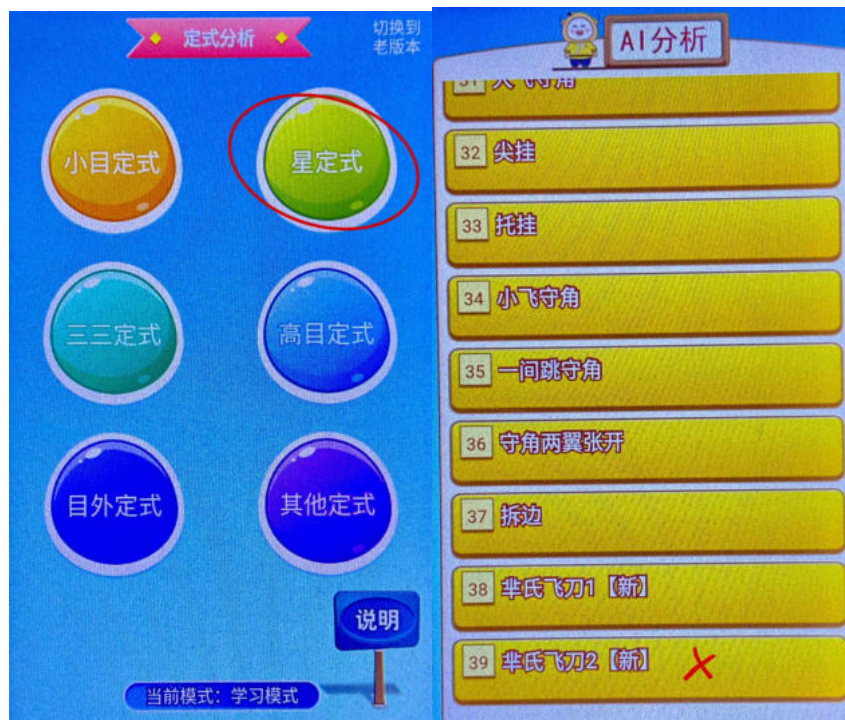 定式分析
切换到
老版本
小目定式
星定式
三三定式
高目定式
目外定式
其他定式
说明
当前模式：学习模式
AI分析
32 尖挂
33 托挂
34 小飞守角
35 一间跳守角
36 守角两翼张开
37 拆边
38 芈氏飞刀1【新】
39 芈氏飞刀2【新】